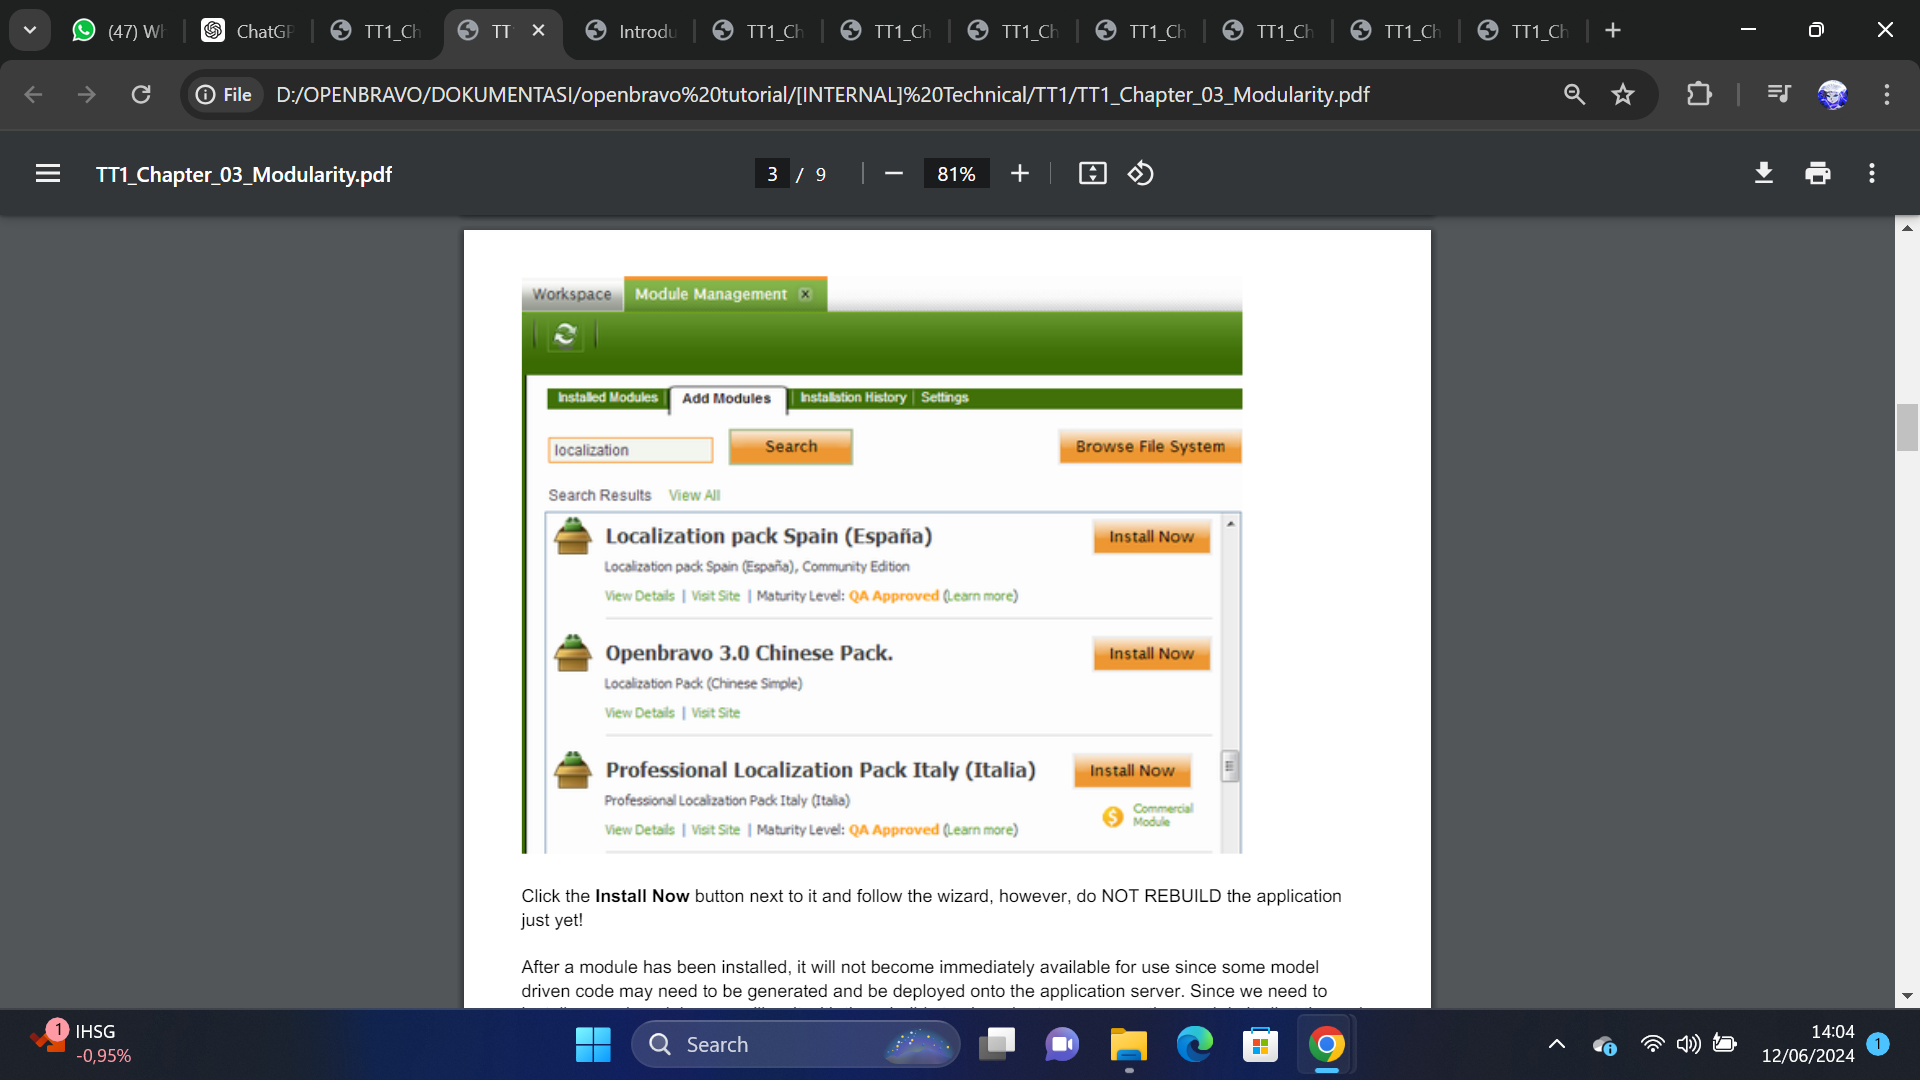 (47) Wh
ChatGP
TT1_Ch
TT
Introdu
TT1_Ch
TT1_Ch
TT1_Ch
TT1_Ch
TT1_Ch
TT1_Ch
TT1_Ch
File
D:/OPENBRAVO/DOKUMENTASI/openbravo%20tutorial/[INTERNAL]%20Technical/TT1/TT1_Chapter_03_Modularity.pdf
TT1_Chapter_03_Modularity.pdf
3 / 9
81%
Workspace
Module Management
Installed Modules
Add Modules
Installation History
Settings
localization
Search
Browse File System
Search Results View All
Localization pack Spain (España)
Install Now
Localization pack Spain (España), Community Edition
View Details | Visit Site | Maturity Level: QA Approved (Learn more)
Openbravo 3.0 Chinese Pack.
Install Now
Localization Pack (Chinese Simple)
View Details | Visit Site
Professional Localization Pack Italy (Italia)
Install Now
Professional Localization Pack Italy (Italia)
Commercial
Module
View Details | Visit Site | Maturity Level: QA Approved (Learn more)
Click the Install Now button next to it and follow the wizard, however, do NOT REBUILD the application
just yet!
After a module has been installed, it will not become immediately available for use since some model
driven code may need to be generated and be deployed onto the application server. Since we need to
1
IHSG
-0,95%
Search
14:04
12/06/2024
1